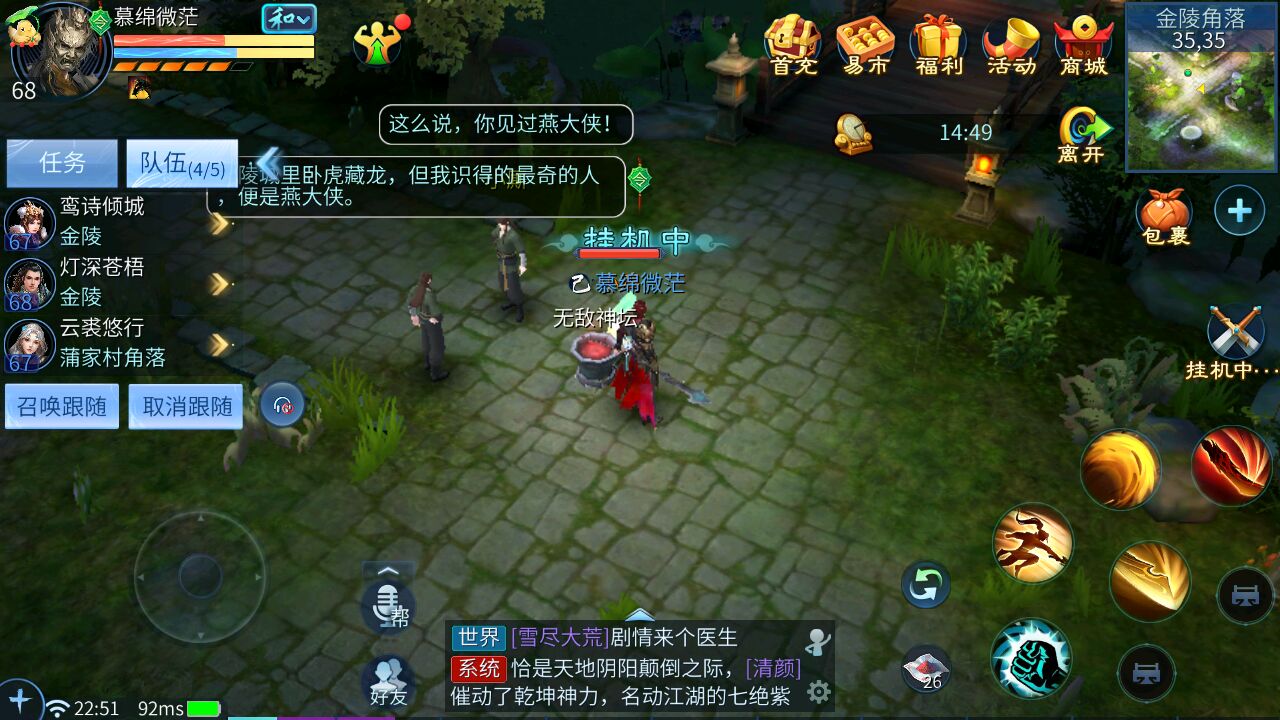 慕绵微茫
和
68
首充
易市
福利
活动
商城
金陵角落
35,35
这么说，你见过燕大侠！
14:49
离开
任务
队伍(4/5)
陵城里卧虎藏龙，但我识得的最奇的人
，便是燕大侠。
令
鸾诗倾城
67
金陵
灯深苍梧
68
金陵
云裘悠行
67
蒲家村角落
召唤跟随
取消跟随
包裹
挂机中
己 慕绵微茫
无敌神坛
挂机中···
帮
好友
世界 [雪尽大荒]剧情来个医生
系统 恰是天地阴阳颠倒之际，[清颜]
催动了乾坤神力，名动江湖的七绝紫
26
22:51
92ms